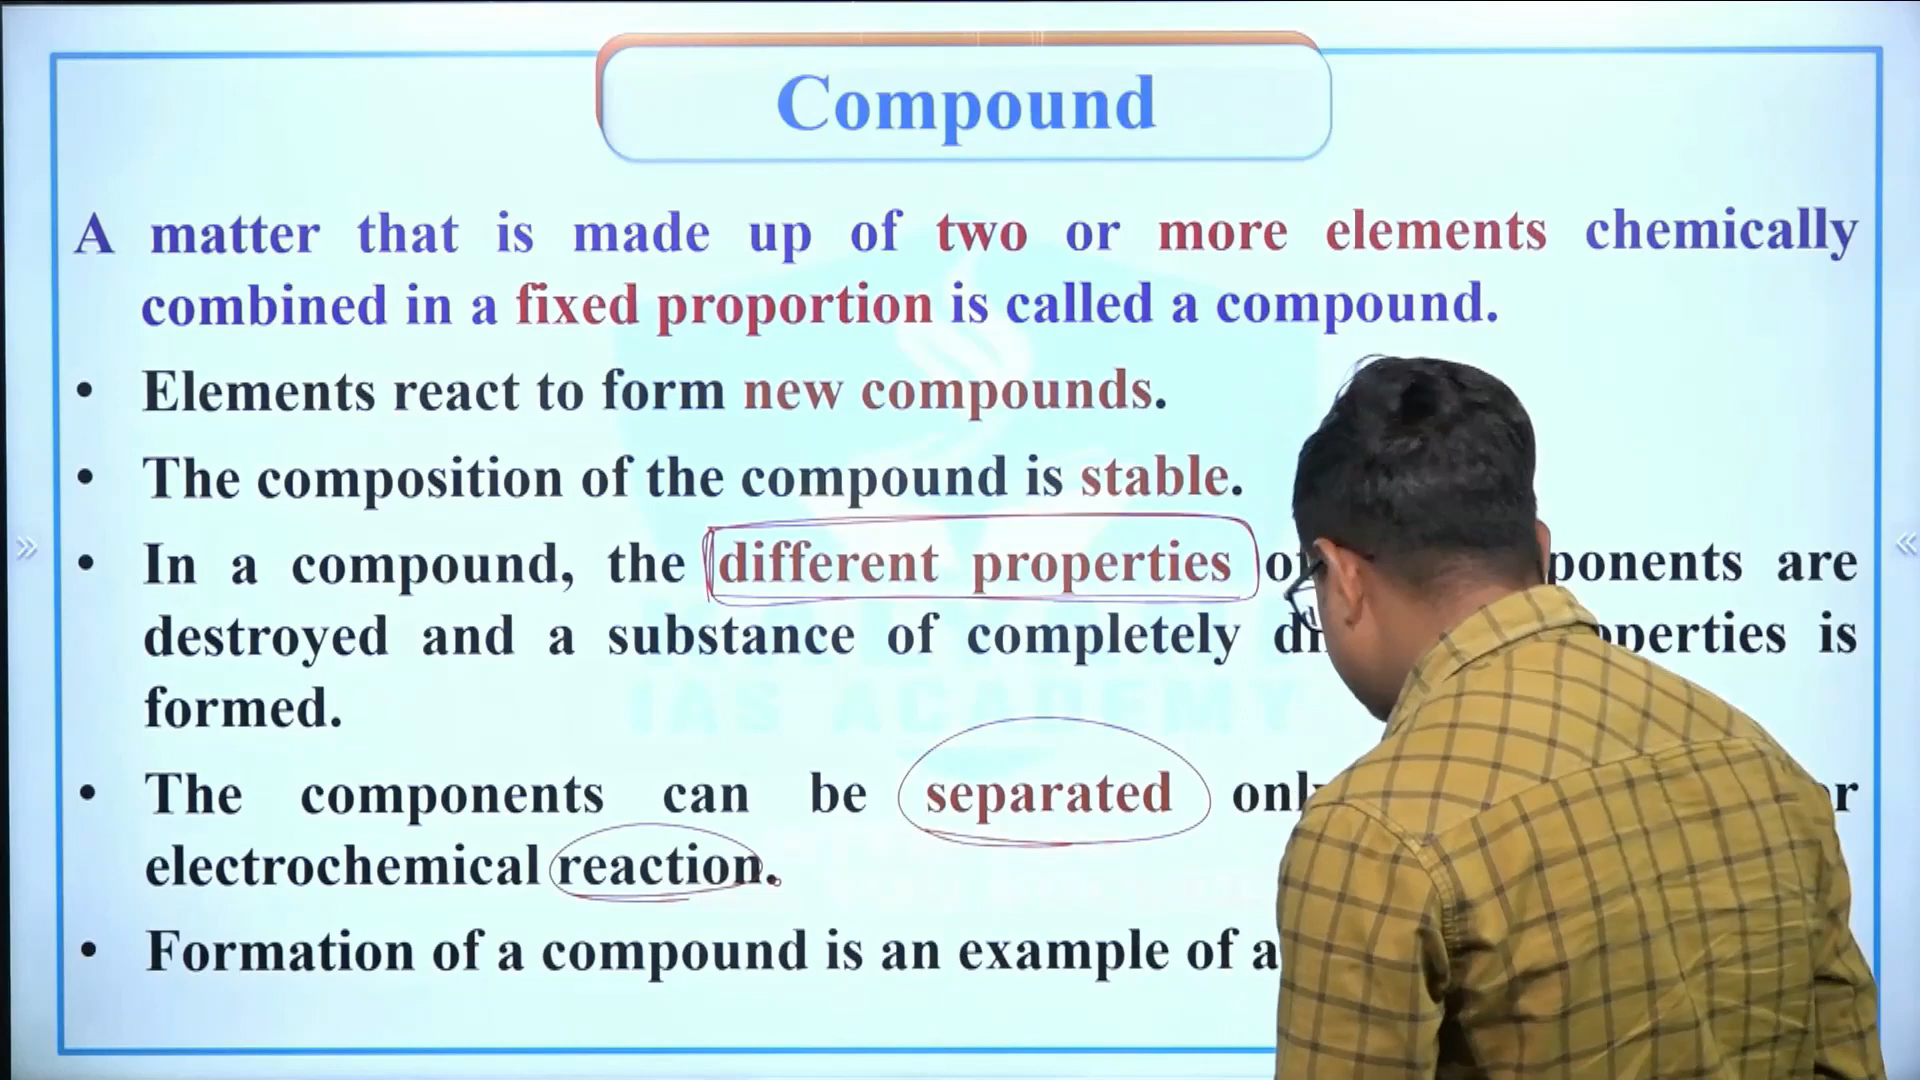 Compound
A matter that is made up of two or more elements chemically
combined in a fixed proportion is called a compound.
• Elements react to form new compounds.
• The composition of the compound is stable.
• In a compound, the different properties are
destroyed and a substance of completely is
formed.
• The components can be separated
electrochemical reaction.
• Formation of a compound is an example of a
IAS ACADEMY